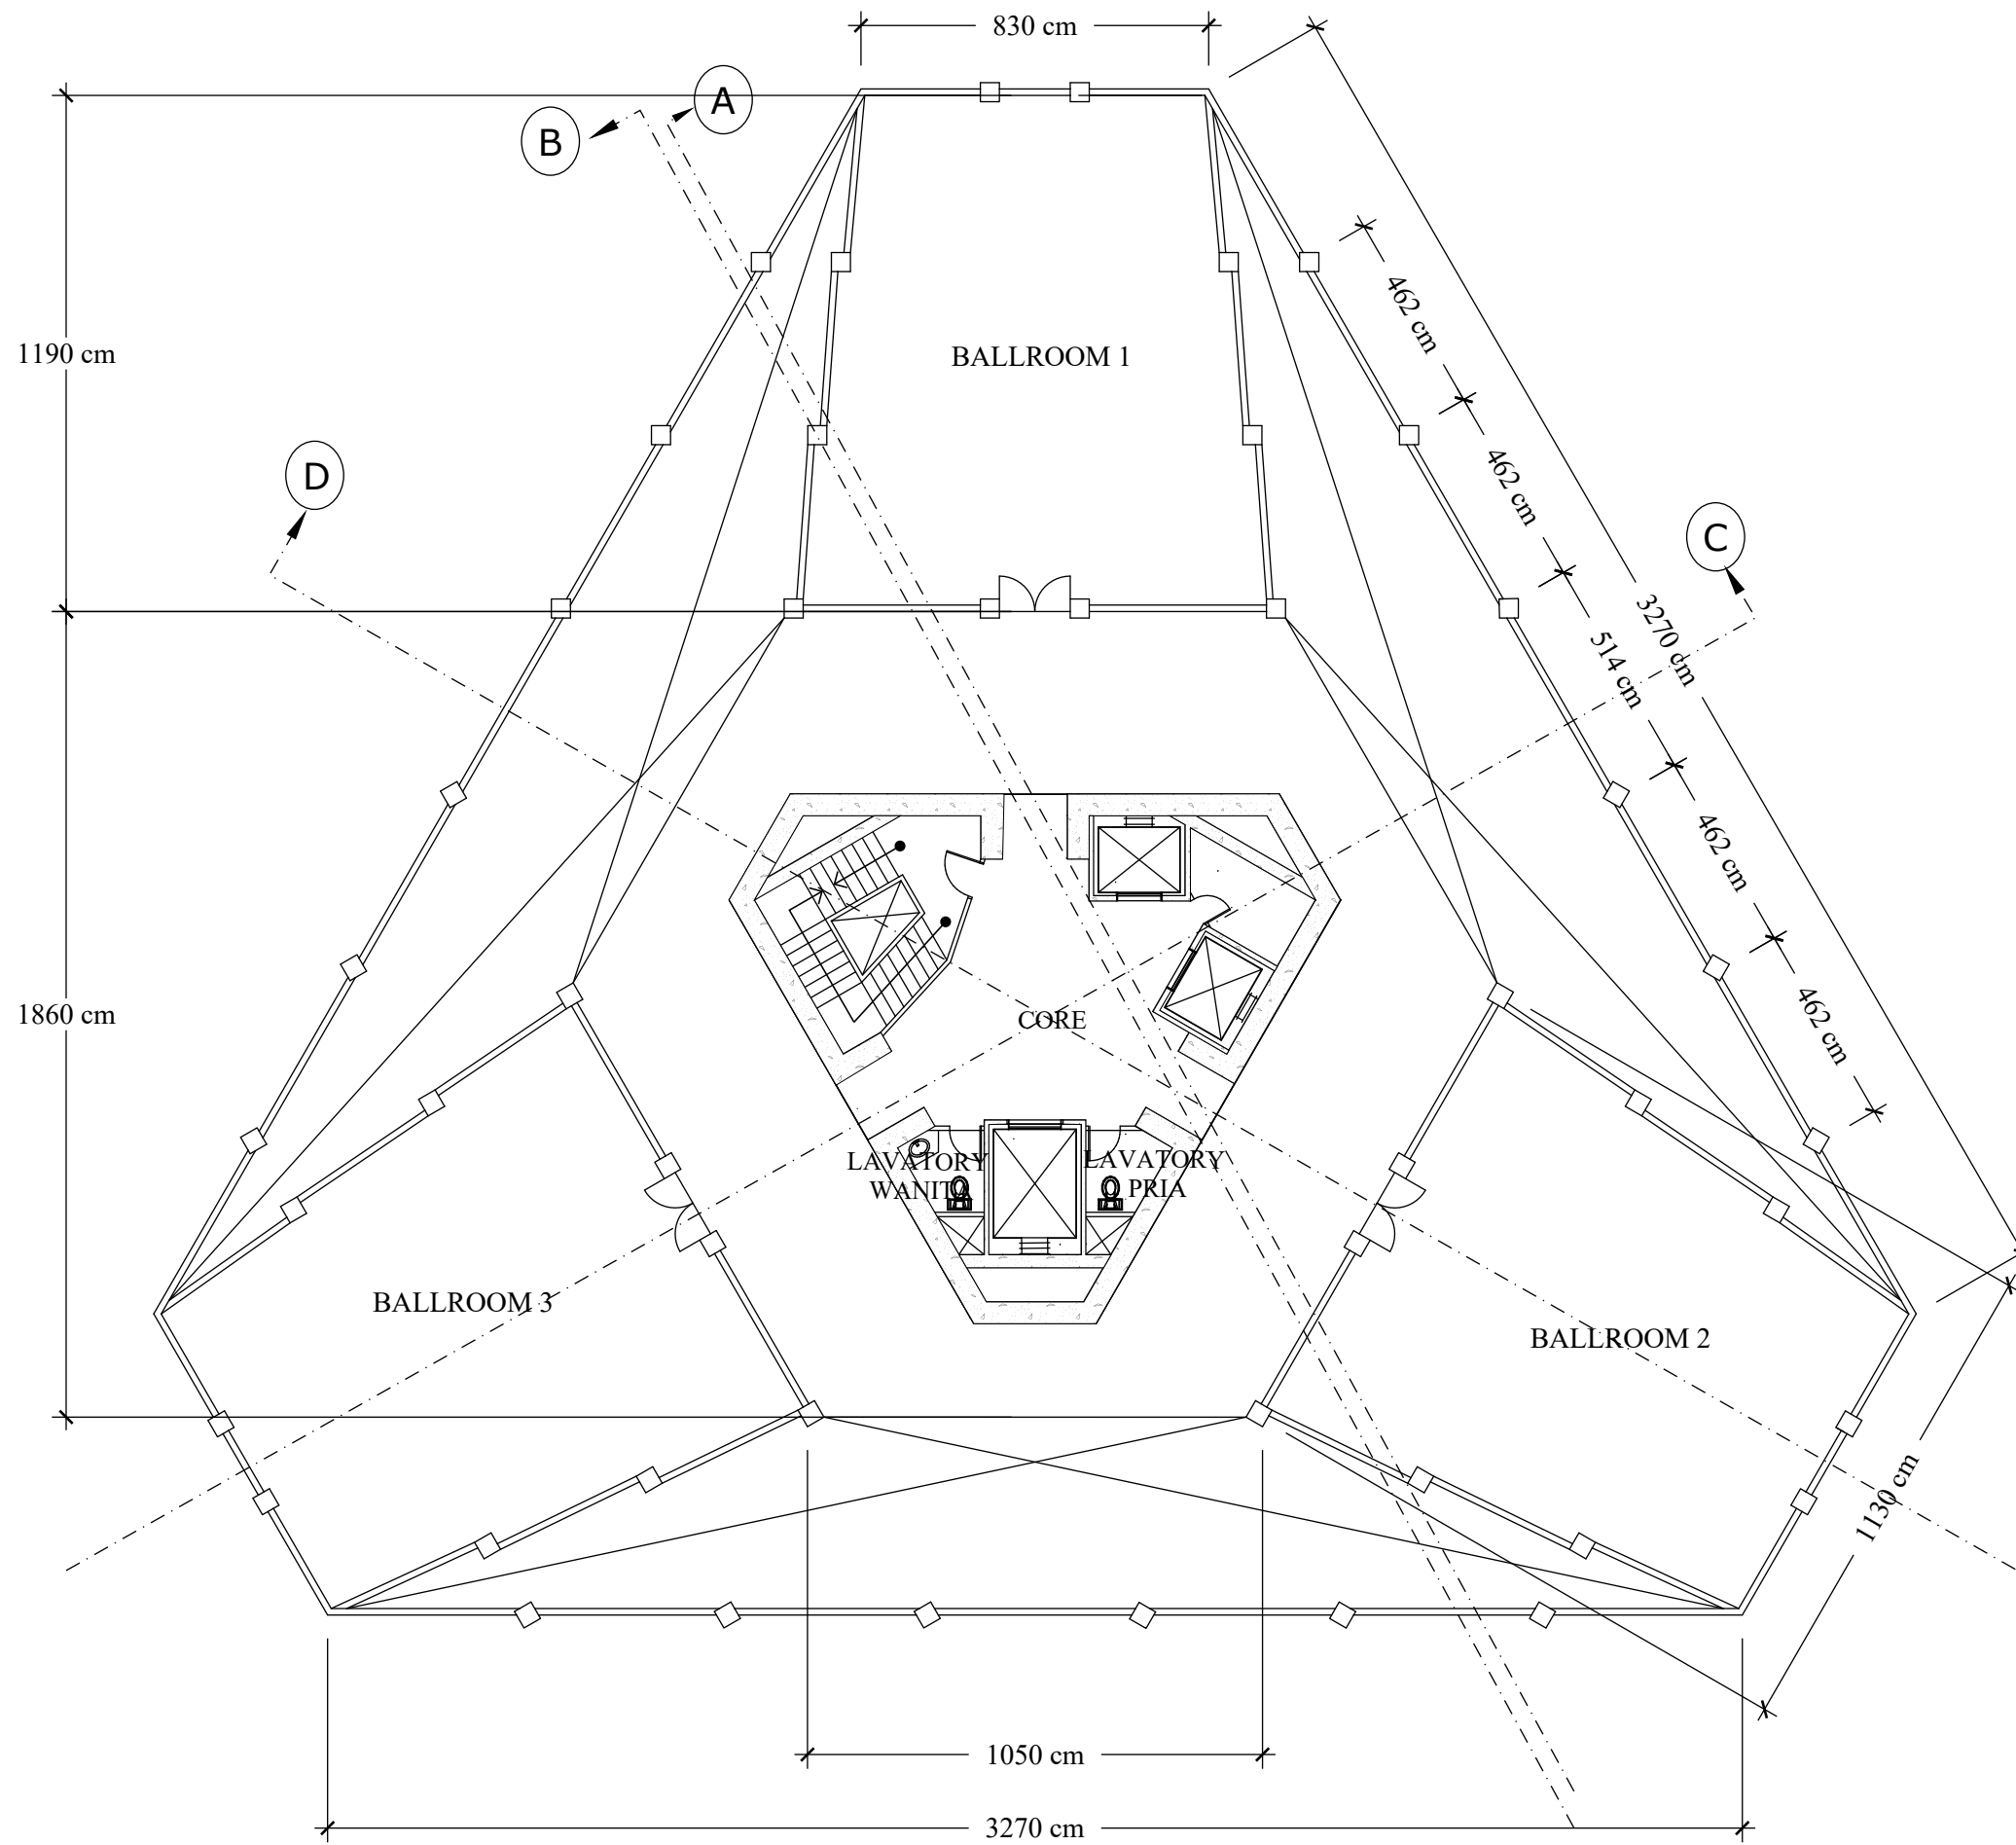 830 cm
A
B
1190 cm
BALLROOM 1
462 cm
D
462 cm
C
3270 cm
514 cm
462 cm
1860 cm
CORE
462 cm
LAVATORY
WANITA
LAVATORY
PRIA
BALLROOM 3
BALLROOM 2
1130 cm
1050 cm
3270 cm